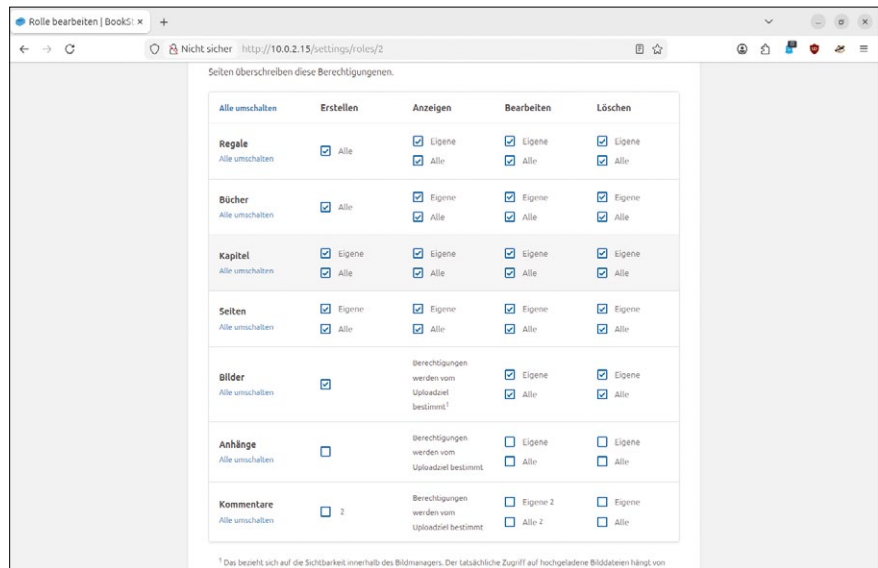 Rolle bearbeiten | BookSt
Nicht sicher http://10.0.2.15/settings/roles/2
Seiten überschreiben diese Berechtigungenen.
Alle umschalten Erstellen Anzeigen Bearbeiten Löschen
Regale
Alle umschalten
Alle
Eigene Eigene Eigene
Alle Alle Alle
Bücher
Alle umschalten
Alle
Eigene Eigene Eigene
Alle Alle Alle
Kapitel
Alle umschalten
Eigene Eigene Eigene Eigene
Alle Alle Alle Alle
Seiten
Alle umschalten
Eigene Eigene Eigene Eigene
Alle Alle Alle Alle
Bilder
Alle umschalten
Berechtigungen
werden vom
Uploadziel
bestimmt¹
Eigene Eigene
Alle Alle
Anhänge
Alle umschalten
Berechtigungen
werden vom
Uploadziel bestimmt
Eigene Eigene
Alle Alle
Kommentare
Alle umschalten
2
Berechtigungen
werden vom
Uploadziel bestimmt
Eigene 2 Eigene
Alle 2 Alle
¹ Das bezieht sich auf die Sichtbarkeit innerhalb des Bildmanagers. Der tatsächliche Zugriff auf hochgeladene Bilddateien hängt von